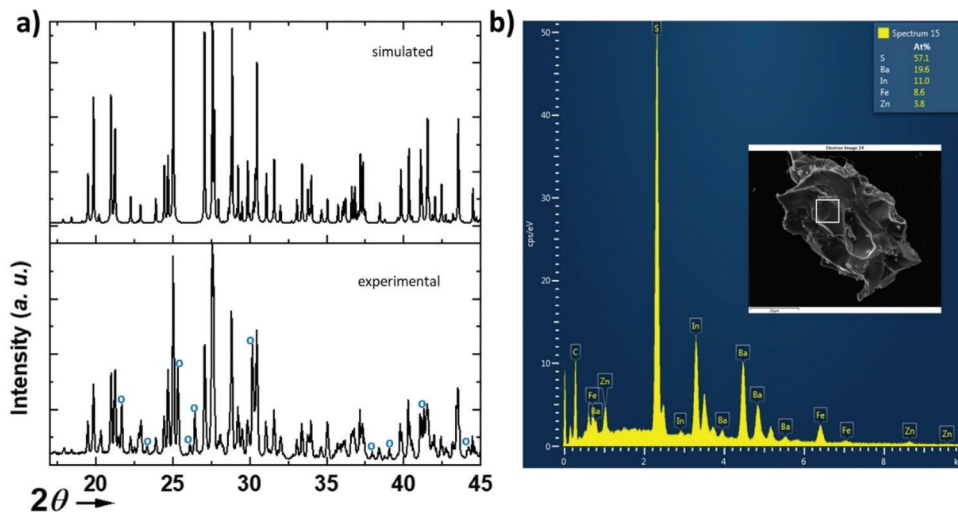 a)
simulated
experimental
Intensity (a. u.)
20 25 30 35 40 45
2θ
o
o
o
o
o
o
o
o
o
o
b)
50
40
30
20
10
0
cps/eV
0 2 4 6 8 k
S
C
Fe
Ba
Zn
In
In
Ba
Ba
Ba
Ba
Fe
Fe
Zn
Zn
Spectrum 15
At%
S 57.1
Ba 19.6
In 11.0
Fe 8.6
Zn 3.8
Electron Image 14
25µm